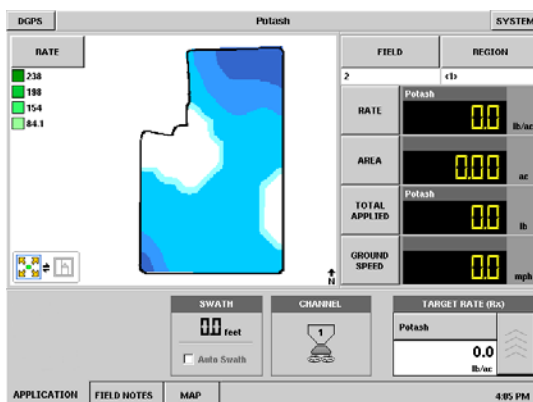 DGPS
Potash
SYSTEM
RATE
238
198
154
84.1
N
FIELD
REGION
2
<1>
RATE
Potash
0.0
lb/ac
AREA
0.00
ac
TOTAL
APPLIED
Potash
0.0
lb
GROUND
SPEED
0.0
mph
SWATH
0.0 feet
Auto Swath
CHANNEL
1
TARGET RATE (Rx)
Potash
0.0
lb/ac
APPLICATION
FIELD NOTES
MAP
4:05 PM